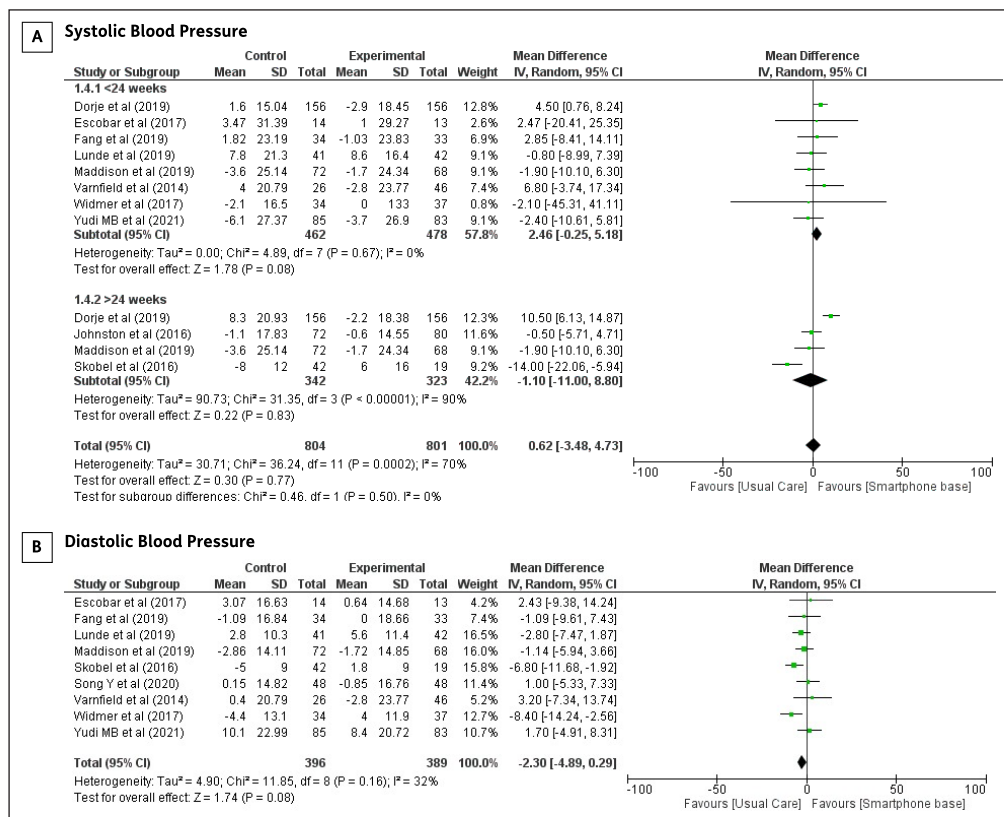 A Systolic Blood Pressure
Control Experimental Mean Difference Mean Difference
Study or Subgroup Mean SD Total Mean SD Total Weight IV, Random, 95% CI IV, Random, 95% CI
1.4.1 <24 weeks
Dorje et al (2019) 1.6 15.04 156 -2.9 18.45 156 12.8% 4.50 [0.76, 8.24]
Escobar et al (2017) 3.47 31.39 14 1 29.27 13 2.6% 2.47 [-20.41, 25.35]
Fang et al (2019) 1.82 23.19 34 -1.03 23.83 33 7.0% 2.85 [-8.41, 14.11]
Lunde et al (2019) 7.8 21.3 41 8.6 16.4 42 9.1% -0.80 [-8.99, 7.39]
Maddison et al (2019) -3.6 25.14 72 -1.7 24.34 68 9.1% -1.90 [-10.10, 6.30]
Varnfield et al (2014) 4 20.79 26 -2.8 23.77 46 7.4% 6.80 [-3.74, 17.34]
Widmer et al (2017) -2.1 16.5 34 0 133 37 0.8% -2.10 [-45.31, 41.11]
Yudi MB et al (2021) -6.1 27.37 85 -3.7 26.9 83 9.0% -2.40 [-10.61, 5.81]
Subtotal (95% CI) 462 478 57.8% 2.46 [-0.25, 5.18]
Heterogeneity: Tau² = 0.00; Chi² = 4.89, df = 7 (P = 0.67); I² = 0%
Test for overall effect: Z = 1.78 (P = 0.08)
1.4.2 >24 weeks
Dorje et al (2019) 8.3 20.93 156 -2.2 18.38 156 12.3% 10.50 [6.13, 14.87]
Johnston et al (2016) -1.1 17.83 72 -0.6 14.55 80 11.6% -0.50 [-5.71, 4.71]
Maddison et al (2019) -3.6 25.14 72 -1.7 24.34 68 9.1% -1.90 [-10.10, 6.30]
Skobel et al (2016) -8 12 42 6 16 19 9.2% -14.00 [-22.06, -5.94]
Subtotal (95% CI) 342 323 42.2% -1.10 [-11.00, 8.80]
Heterogeneity: Tau² = 90.73; Chi² = 31.35, df = 3 (P < 0.00001); I² = 90%
Test for overall effect: Z = 0.22 (P = 0.83)
Total (95% CI) 804 801 100.0% 0.62 [-3.48, 4.73]
Heterogeneity: Tau² = 30.71; Chi² = 36.24, df = 11 (P = 0.0002); I² = 70%
Test for overall effect: Z = 0.30 (P = 0.77)
Test for subgroup differences: Chi² = 0.46, df = 1 (P = 0.50), I² = 0%
-100 -50 0 50 100
Favours [Usual Care] Favours [Smartphone base]
B Diastolic Blood Pressure
Control Experimental Mean Difference Mean Difference
Study or Subgroup Mean SD Total Mean SD Total Weight IV, Random, 95% CI IV, Random, 95% CI
Escobar et al (2017) 3.07 16.63 14 0.64 14.68 13 4.2% 2.43 [-9.38, 14.24]
Fang et al (2019) -1.09 16.84 34 0 18.66 33 7.4% -1.09 [-9.61, 7.43]
Lunde et al (2019) 2.8 10.3 41 5.6 11.4 42 16.5% -2.80 [-7.47, 1.87]
Maddison et al (2019) -2.86 14.11 72 -1.72 14.85 68 16.0% -1.14 [-5.94, 3.66]
Skobel et al (2016) -5 9 42 1.8 9 19 15.8% -6.80 [-11.68, -1.92]
Song Y et al (2020) 0.15 14.82 48 -0.85 16.76 48 11.4% 1.00 [-5.33, 7.33]
Varnfield et al (2014) 0.4 20.79 26 -2.8 23.77 46 5.2% 3.20 [-7.34, 13.74]
Widmer et al (2017) -4.4 13.1 34 4 11.9 37 12.7% -8.40 [-14.24, -2.56]
Yudi MB et al (2021) 10.1 22.99 85 8.4 20.72 83 10.7% 1.70 [-4.91, 8.31]
Total (95% CI) 396 389 100.0% -2.30 [-4.89, 0.29]
Heterogeneity: Tau² = 4.90; Chi² = 11.85, df = 8 (P = 0.16); I² = 32%
Test for overall effect: Z = 1.74 (P = 0.08)
-100 -50 0 50 100
Favours [Usual Care] Favours [Smartphone base]